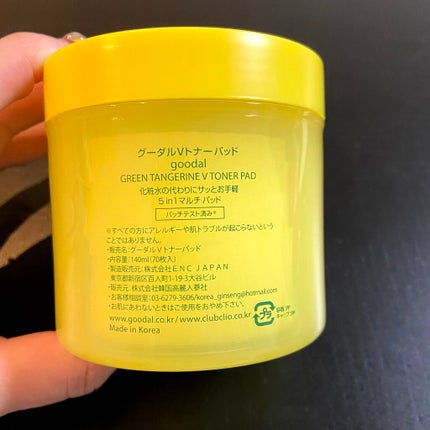 グーダルVトナーパッド
goodal
GREEN TANGERINE V TONER PAD
化粧水の代わりにサッとお手軽
5 in 1 マルチ パッド
パッチテスト済み※
※すべての方にアレルギーや肌トラブルが起こらないという
ことではありません。
・販売名:グーダルVトナーパッド
・内容量:140ml(70枚入)
・製造販売元:株式会社ENC JAPAN
東京都新宿区百人町1-19-3大谷ビル
・販売元:株式会社韓国高麗人蔘社
・お客様相談室:03-6279-3606/korea_ginseng@hotmail.com
・お肌にあわないときはご使用をおやめ下さい。
www.goodal.co.kr/www.clubclio.co.kr
Made in Korea
プラ